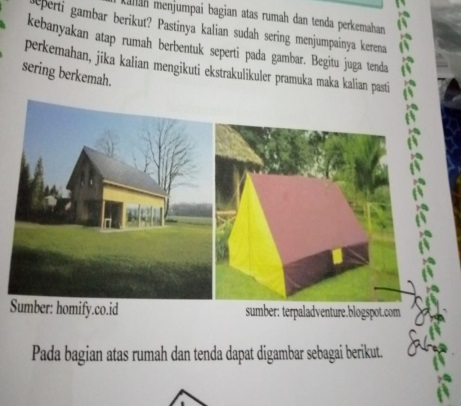 kalian menjumpai bagian atas rumah dan tenda perkemahan
seperti gambar berikut? Pastinya kalian sudah sering menjumpainya kerena
kebanyakan atap rumah berbentuk seperti pada gambar. Begitu juga tenda
perkemahan, jika kalian mengikuti ekstrakulikuler pramuka maka kalian pasti
sering berkemah.
Sumber: homify.co.id
sumber: terpaladventure.blogspot.com
Pada bagian atas rumah dan tenda dapat digambar sebagai berikut.